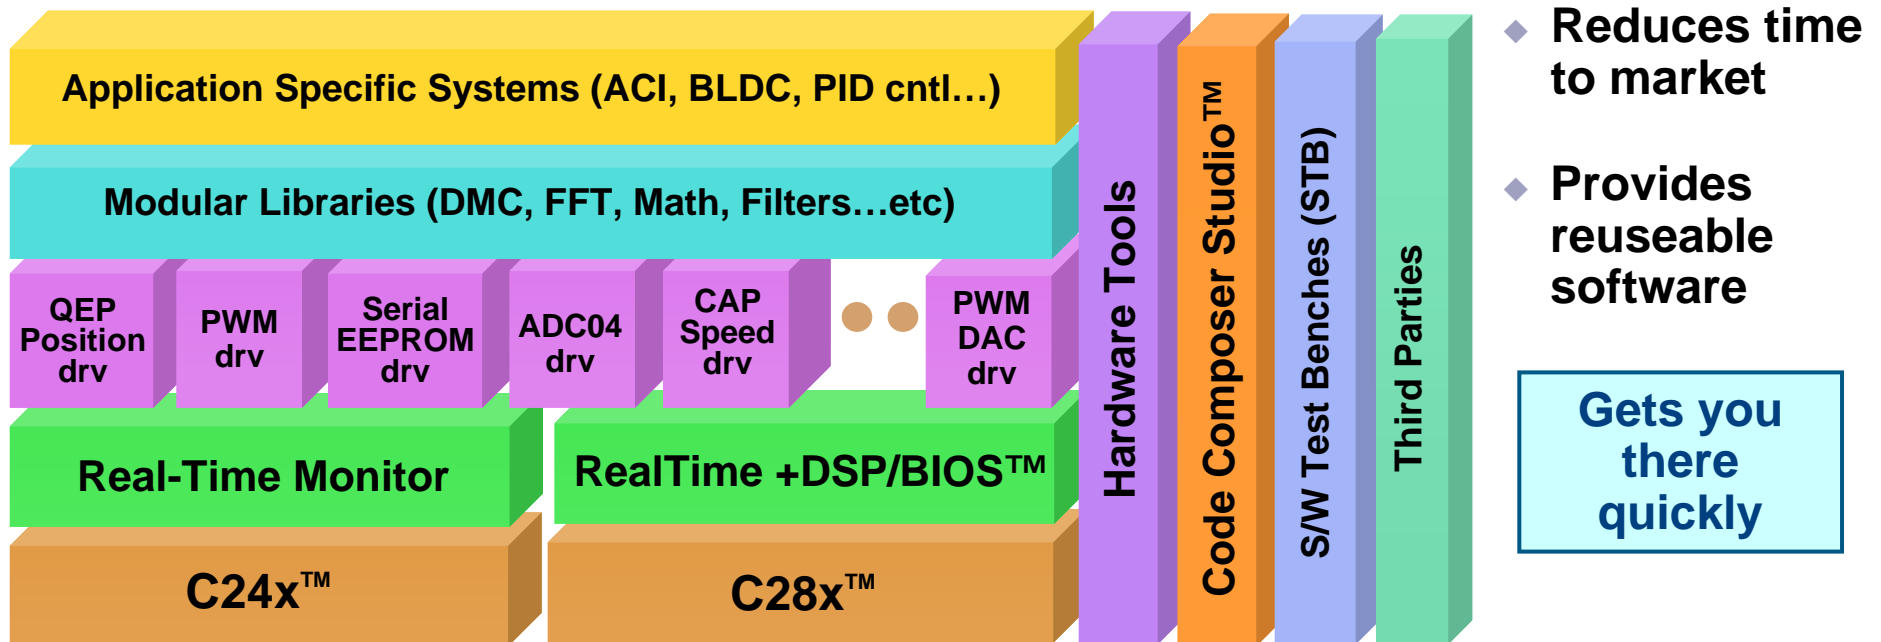 Application Specific Systems (ACI, BLDC, PID cntl…)
Modular Libraries (DMC, FFT, Math, Filters…etc)
QEP
Position
drv
PWM
drv
Serial
EEPROM
drv
ADC04
drv
CAP
Speed
drv
PWM
DAC
drv
Real-Time Monitor
RealTime +DSP/BIOS™
C24x™
C28x™
Hardware Tools
Code Composer Studio™
S/W Test Benches (STB)
Third Parties
Reduces time
to market
Provides
reuseable
software
Gets you
there
quickly